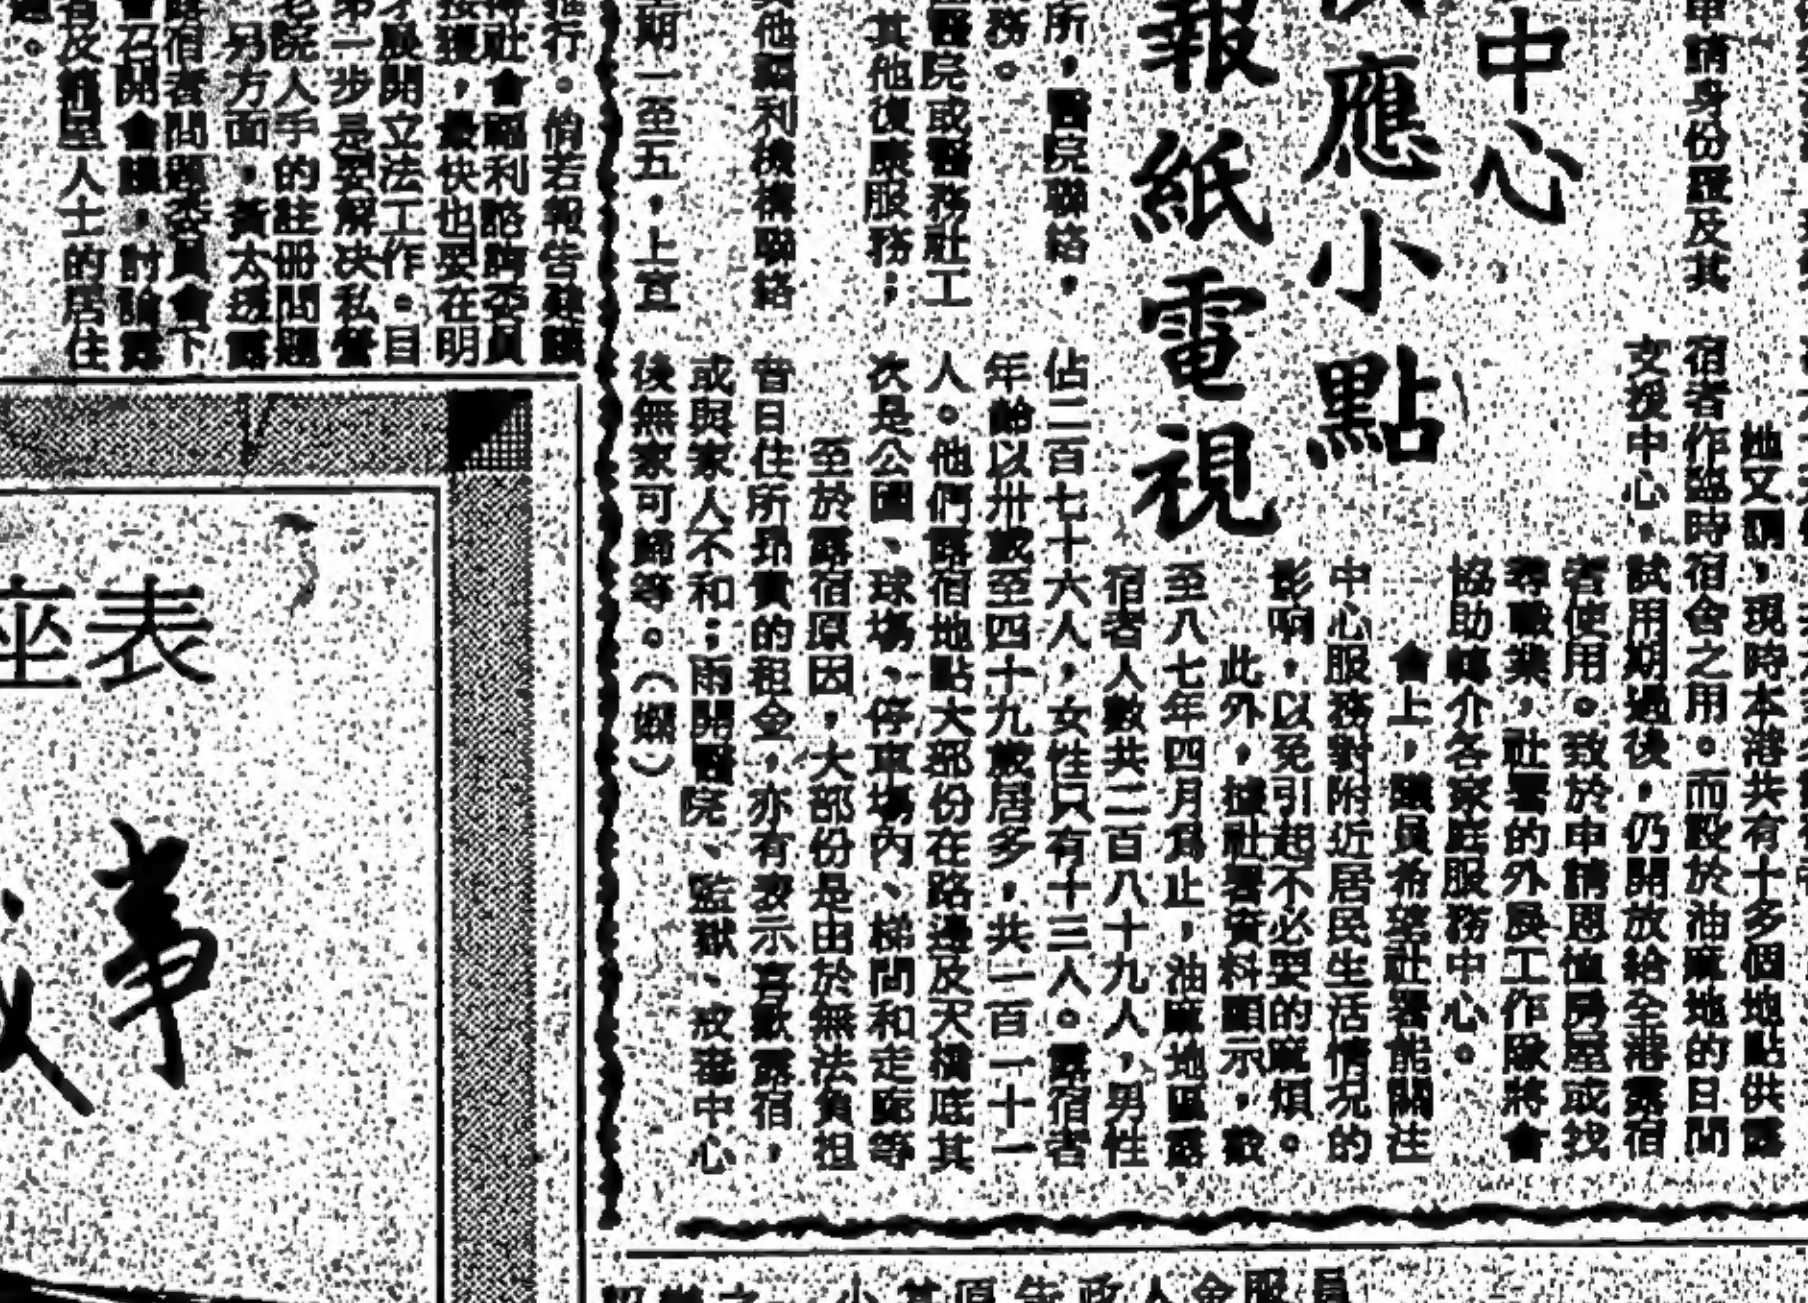 中心
應小點
報紙電視
申請身份證及其
她又謂，現時本港共有十多個地點供露
宿者作臨時宿舍之用。而設於油麻地的日間
支援中心，試用期過後，仍開放給全港露宿
者使用。致於申請恩恤房屋或找
尋職業，社署的外展工作隊將會
協助轉介各家庭服務中心。
會上，議員希望社署能關注
中心服務對附近居民生活情況的
影响，以免引起不必要的麻煩。
此外，據社署資料顯示，截
至八七年四月為止，油麻地區露
宿者人數共二百八十九人，男性
所，醫院聯絡，
佔二百七十六人，女性只有十三人。露宿者
務。
年齡以卅歲至四十九歲居多，共一百一十一
醫院或醫務社工
人。他們露宿地點大部份在路邊及天橋底其
其他復康服務；
次是公園、球場、停車場內、梯間和走廊等
至於露宿原因，大部份是由於無法負担
其他福利機構聯絡
昔日住所昂貴的租金，亦有表示喜歡露宿，
或與家人不和；雨開醫院、監獄、戒毒中心
期一至五，上宜
後無家可歸等。（嫻）
推行。倘若報告建議
得社會福利諮詢委員
接獲，最快也要在明
才展開立法工作。目
第一步是要解決私營
老院人手的註冊問題
另方面，黃太透露
露宿者問題委員會下
會召開會議，討論露
者及籠屋人士的居住
座表
事